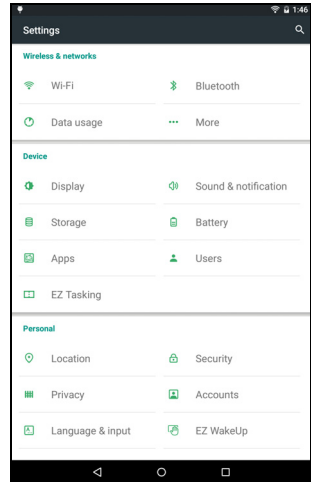 1:46
Settings
Wireless & networks
Wi-Fi
Bluetooth
Data usage
More
Device
Display
Sound & notification
Storage
Battery
Apps
Users
EZ Tasking
Personal
Location
Security
Privacy
Accounts
Language & input
EZ WakeUp